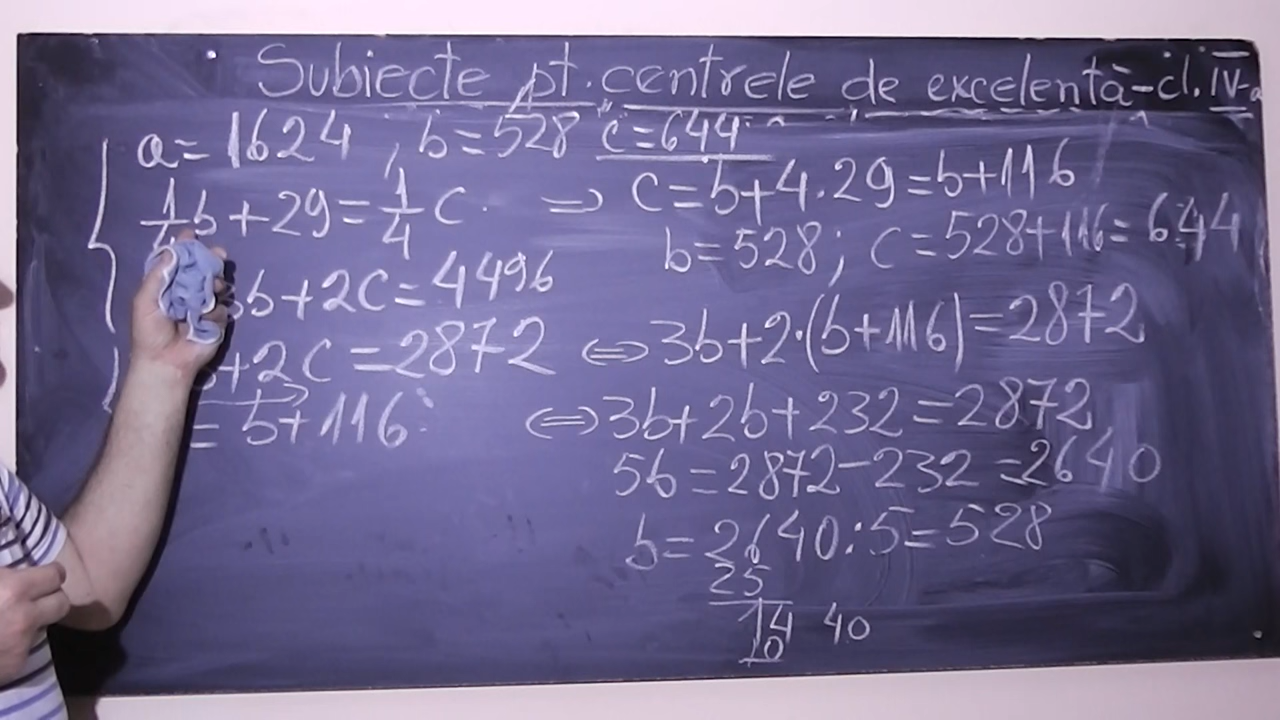 Subiecte pt. centrele de excelență - cl. IV-a
a = 1624, b = 528 c = 644
1/4 b + 29 = 1/4 c ⇒ c = b + 4 · 29 = b + 116
b = 528; c = 528 + 116 = 644
3b + 2c = 4496
+ 2c = 2872 ⇔ 3b + 2·(b + 116) = 2872
= b + 116 ⇔ 3b + 2b + 232 = 2872
5b = 2872 - 232 = 2640
b = 2640 : 5 = 528
25
14 40
10